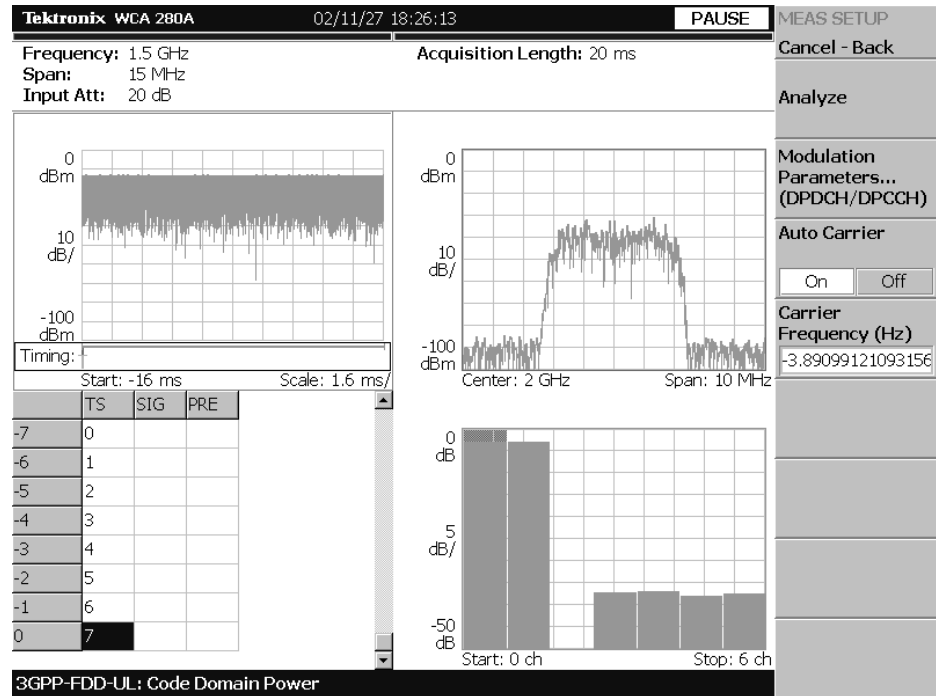 Tektronix WCA 280A 02/11/27 18:26:13 PAUSE
Frequency: 1.5 GHz
Span: 15 MHz
Input Att: 20 dB
Acquisition Length: 20 ms
0
dBm
10
dB/
-100
dBm
Timing:
Start: -16 ms Scale: 1.6 ms/
0
dBm
10
dB/
-100
dBm
Center: 2 GHz Span: 10 MHz
TS SIG PRE
-7 0
-6 1
-5 2
-4 3
-3 4
-2 5
-1 6
0 7
0
dB
5
dB/
-50
dB
Start: 0 ch Stop: 6 ch
3GPP-FDD-UL: Code Domain Power
MEAS SETUP
Cancel - Back
Analyze
Modulation
Parameters...
(DPDCH/DPCCH)
Auto Carrier
On Off
Carrier
Frequency (Hz)
-3.89099121093156